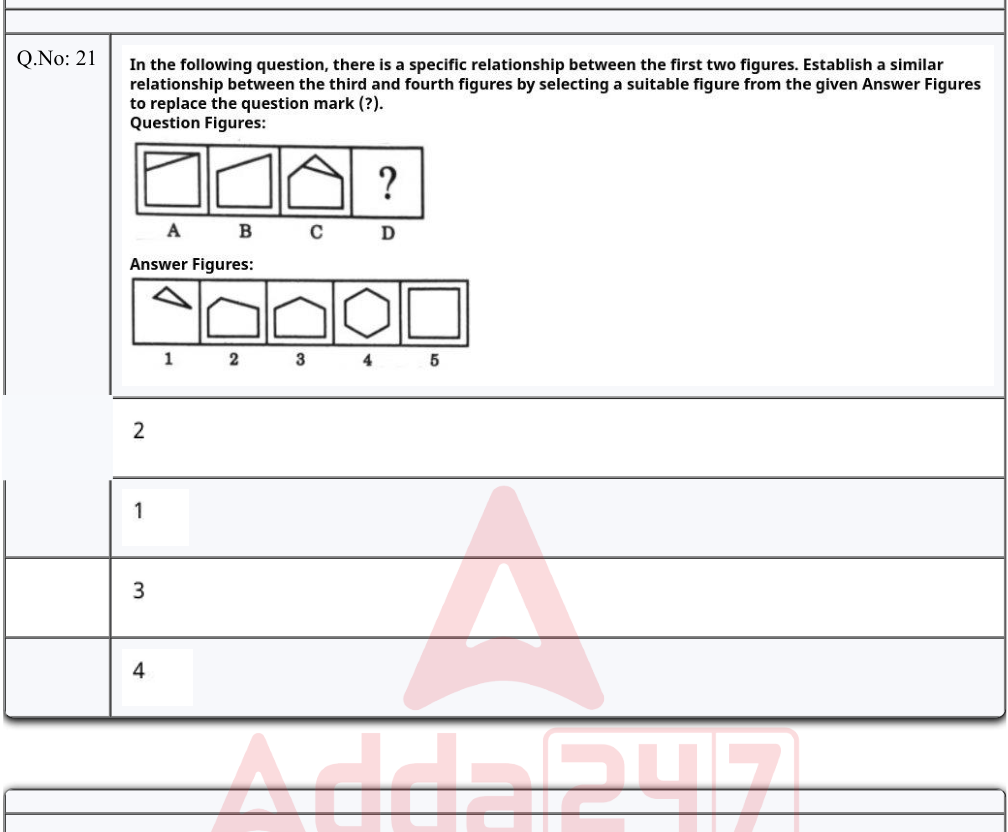 Q.No: 21
In the following question, there is a specific relationship between the first two figures. Establish a similar
relationship between the third and fourth figures by selecting a suitable figure from the given Answer Figures
to replace the question mark (?).
Question Figures:
?
A B C D
Answer Figures:
1 2 3 4 5
2
1
3
4
Adda247